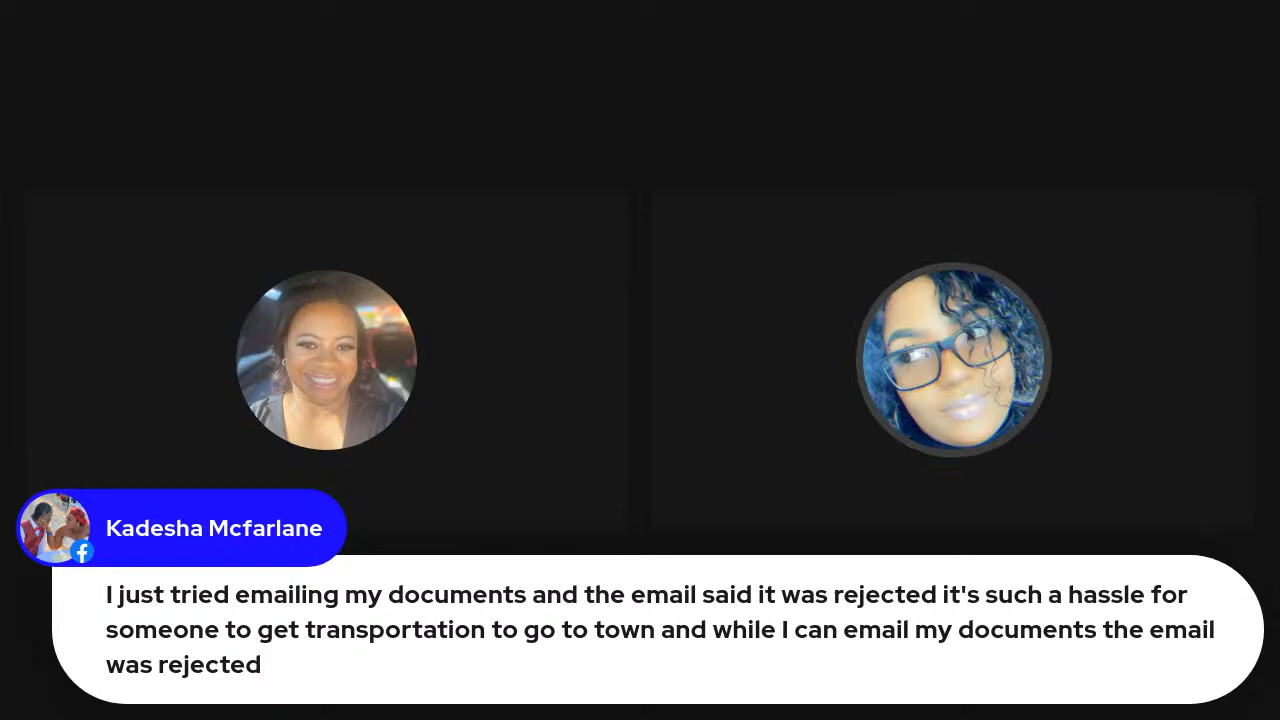 Kadesha Mcfarlane
I just tried emailing my documents and the email said it was rejected it's such a hassle for
someone to get transportation to go to town and while I can email my documents the email
was rejected